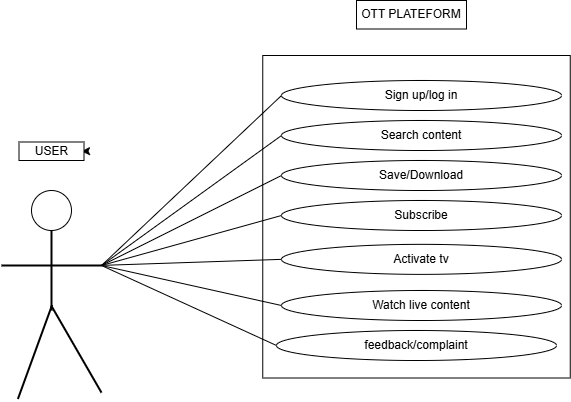 OTT PLATEFORM
Sign up/log in
Search content
USER
Save/Download
Subscribe
Activate tv
Watch live content
feedback/complaint